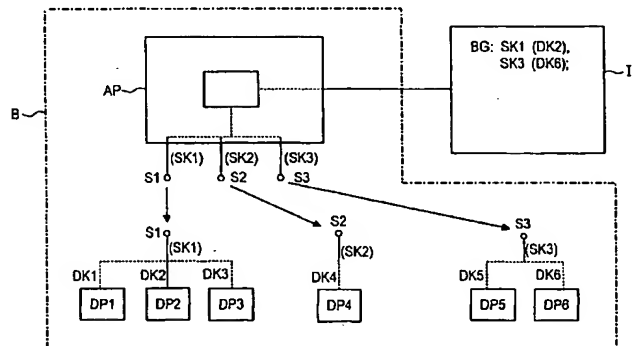 BG: SK1 (DK2),
SK3 (DK6);
I
AP
B
(SK1) (SK2) (SK3)
S1 S2 S3
S1 S2 S3
(SK1) (SK2) (SK3)
DK1 DK2 DK3 DK4 DK5 DK6
DP1 DP2 DP3 DP4 DP5 DP6